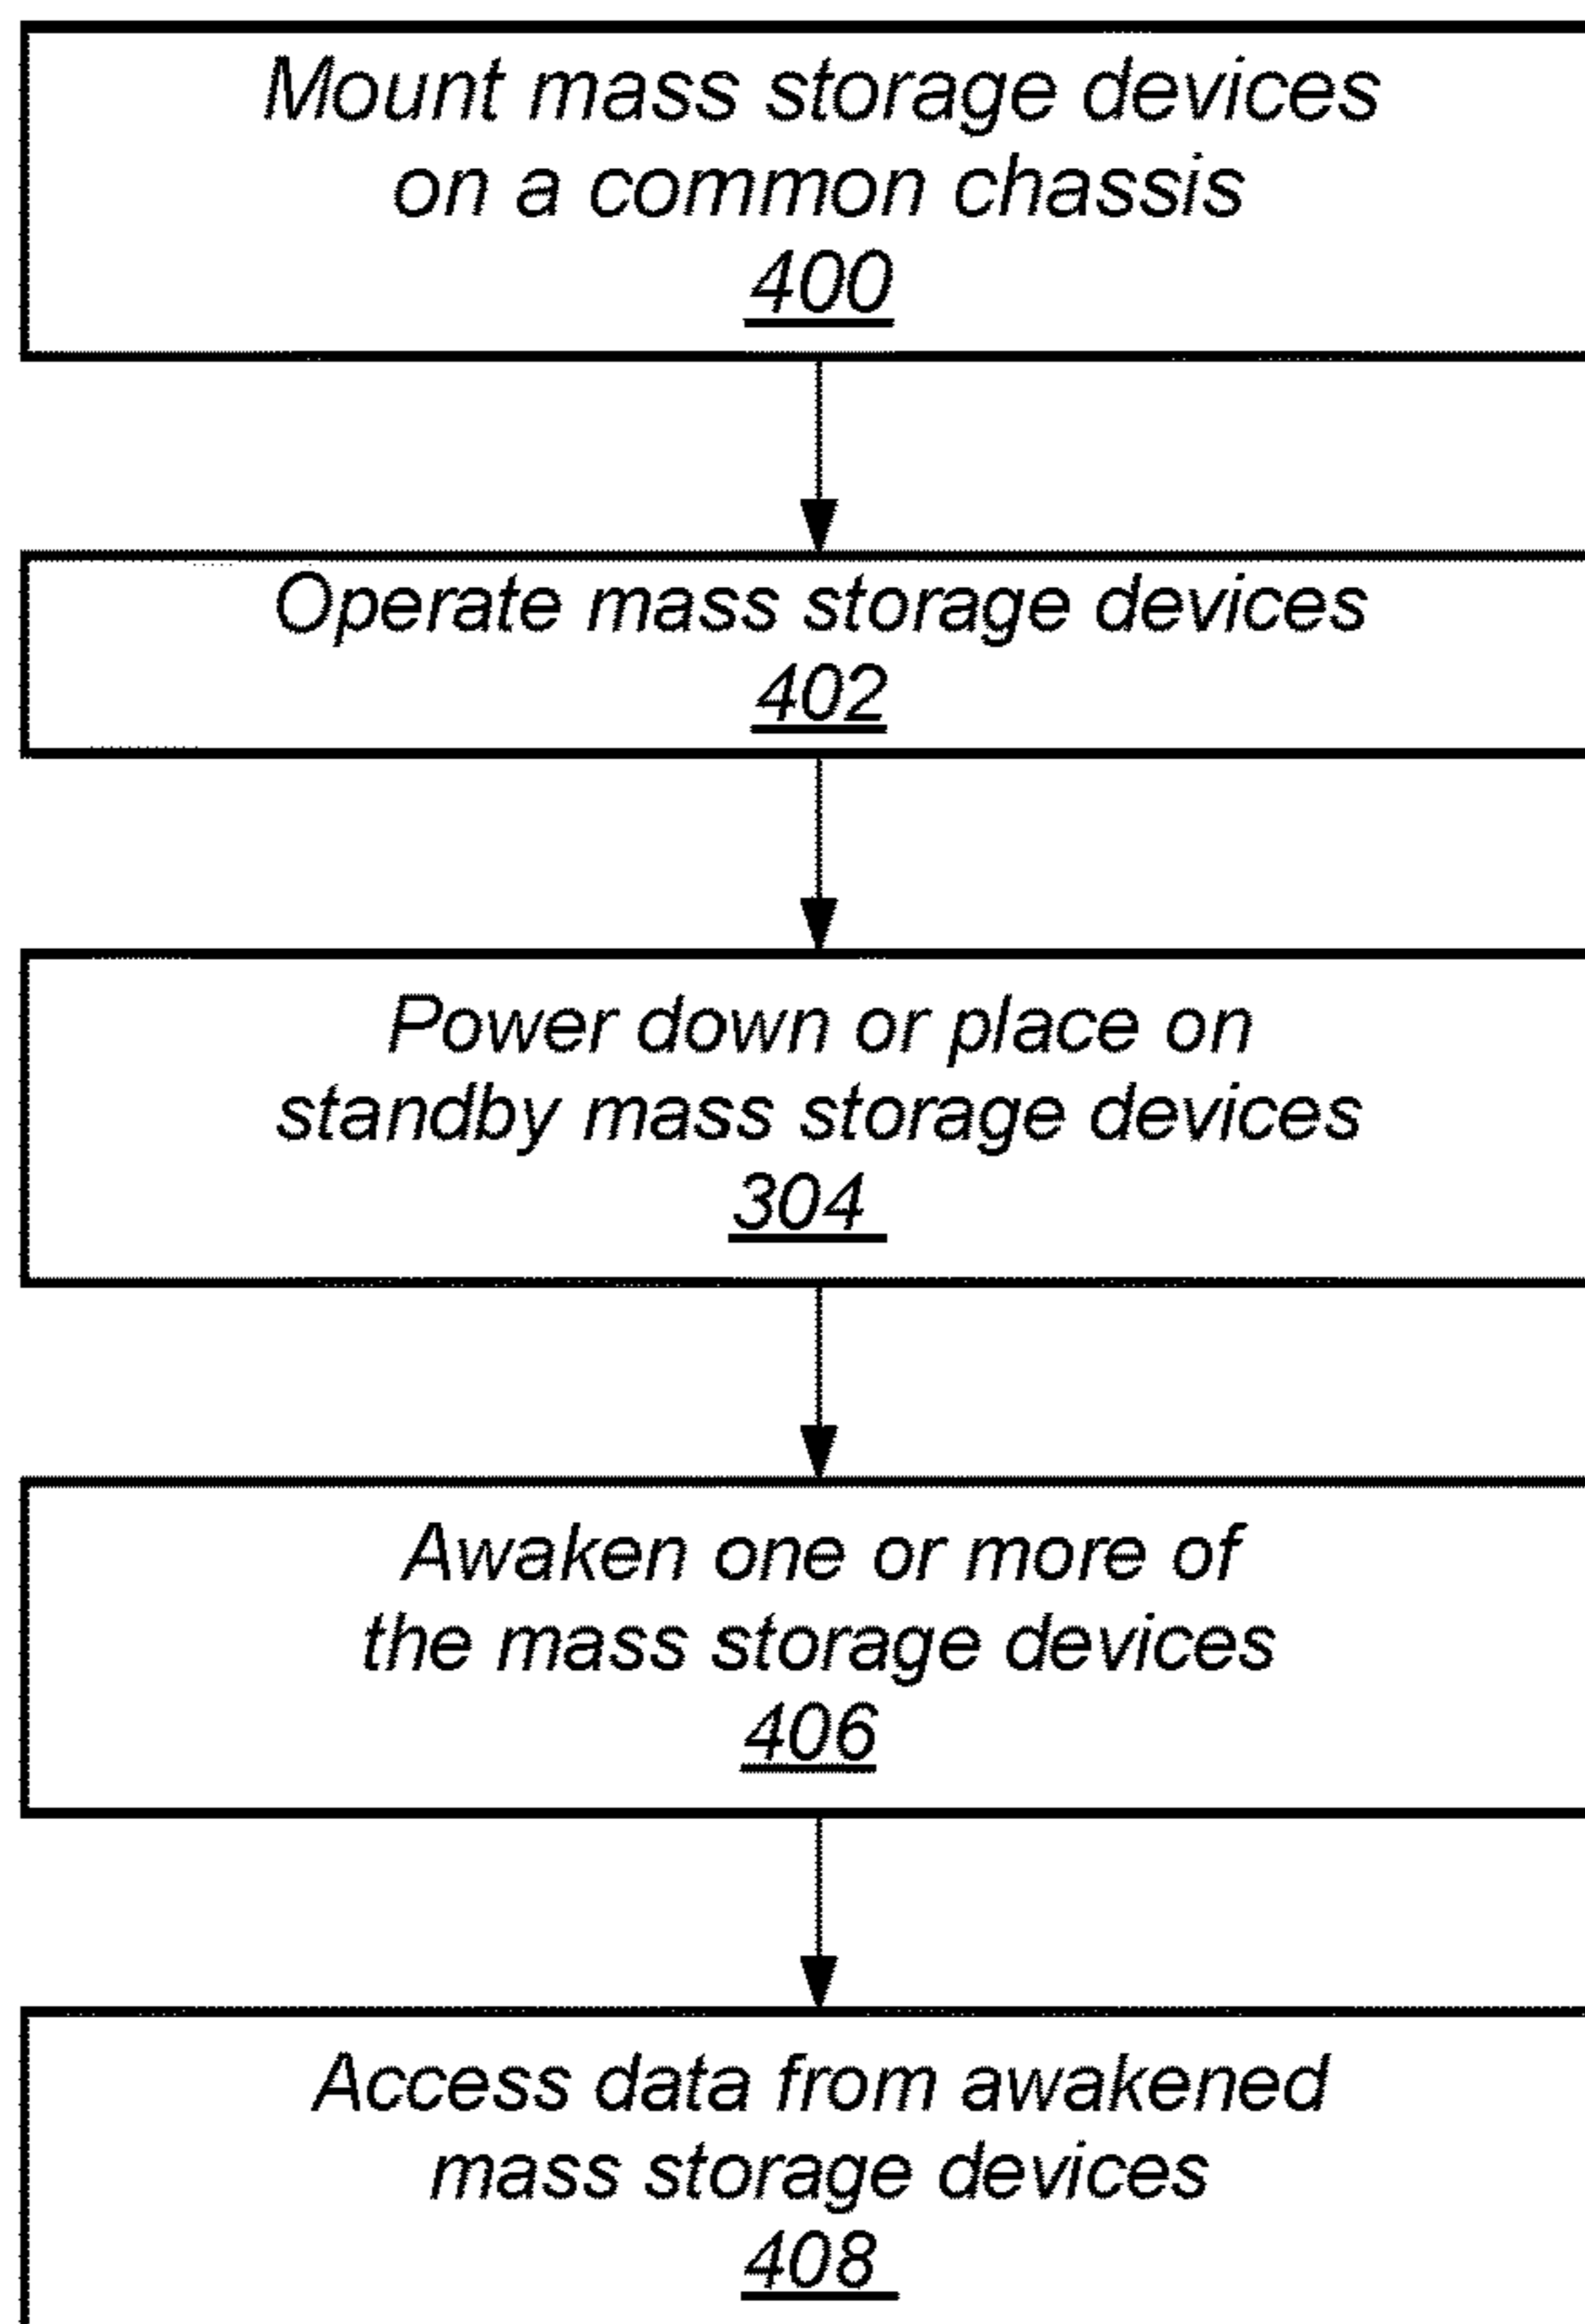 Mount mass storage devices
on a common chassis
400
Operate mass storage devices
402
Power down or place on
standby mass storage devices
304
Awaken one or more of
the mass storage devices
406
Access data from awakened
mass storage devices
408